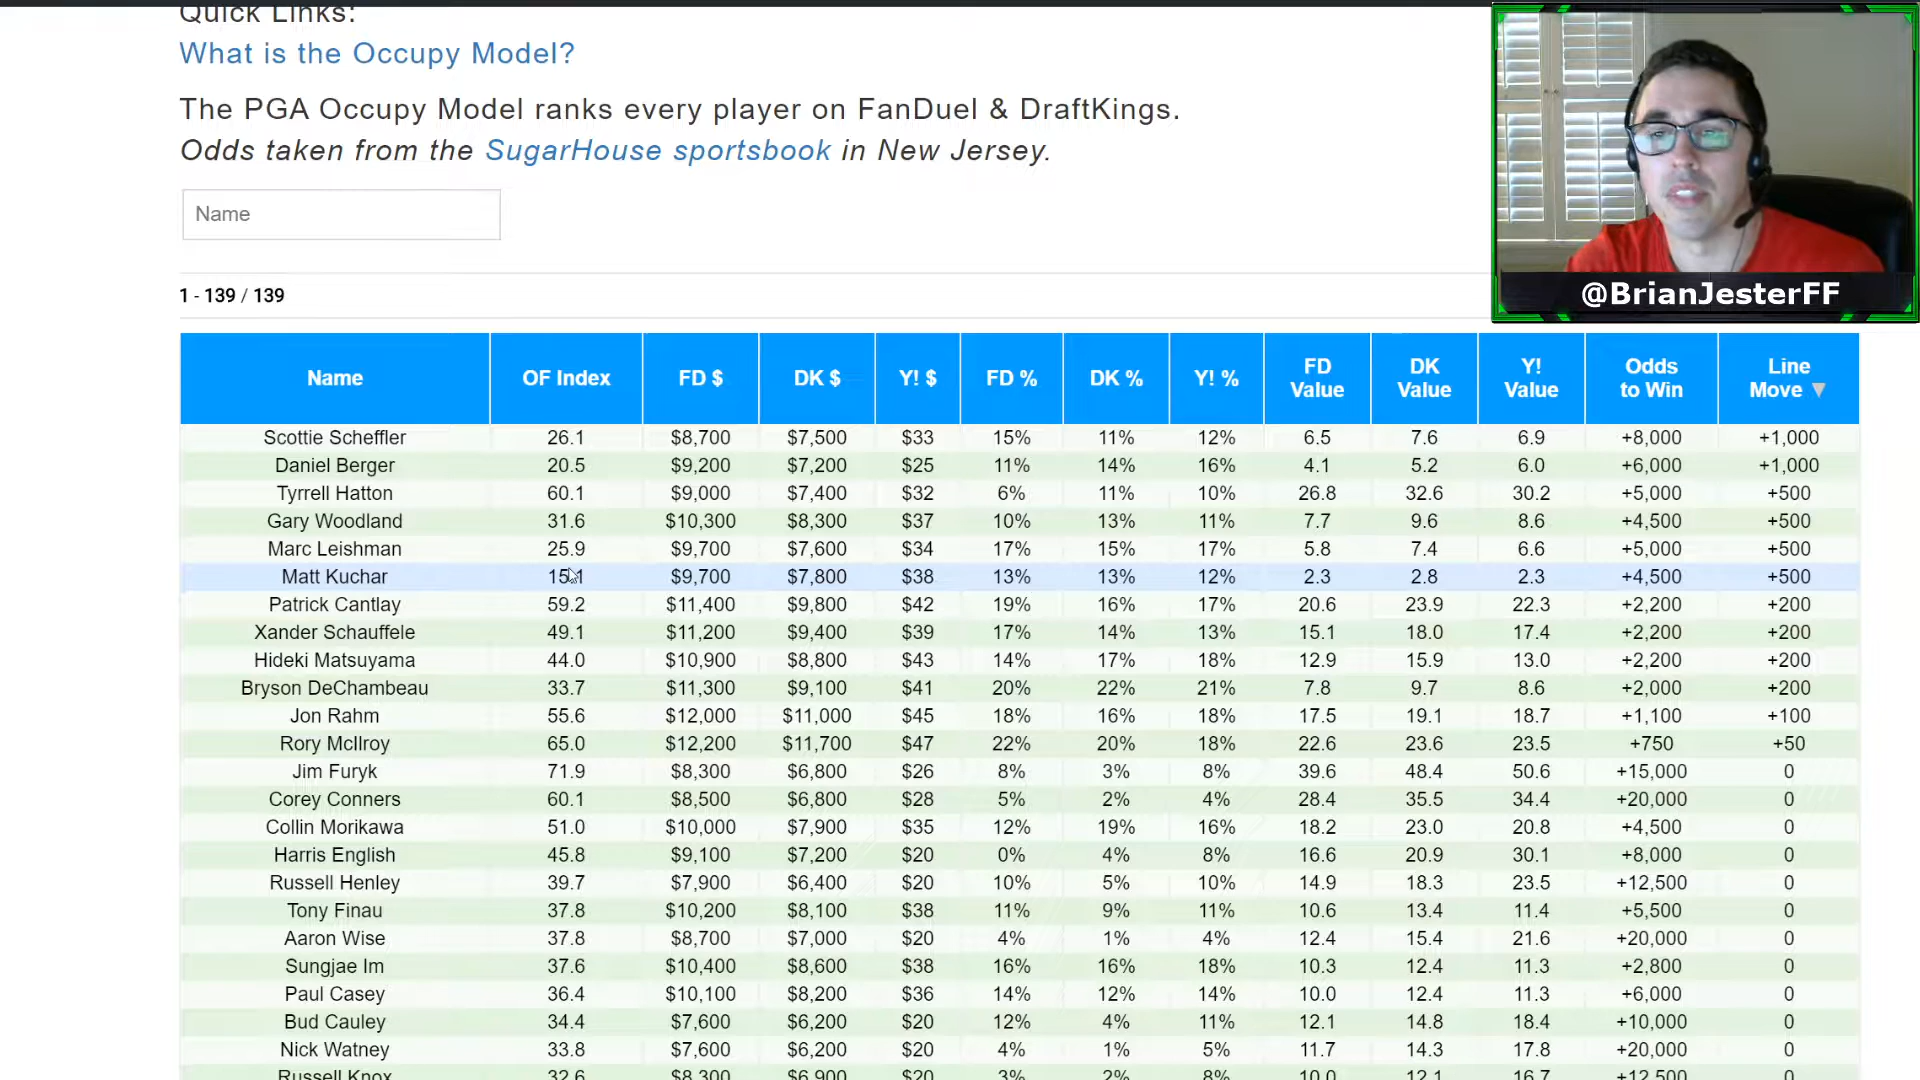 Quick Links:
What is the Occupy Model?
The PGA Occupy Model ranks every player on FanDuel & DraftKings.
Odds taken from the SugarHouse sportsbook in New Jersey.
Name
@BrianJesterFF
1 - 139 / 139
Name OF Index FD $ DK $ Y! $ FD % DK % Y! % FD Value DK Value Y! Value Odds to Win Line Move ▼
Scottie Scheffler 26.1 $8,700 $7,500 $33 15% 11% 12% 6.5 7.6 6.9 +8,000 +1,000
Daniel Berger 20.5 $9,200 $7,200 $25 11% 14% 16% 4.1 5.2 6.0 +6,000 +1,000
Tyrrell Hatton 60.1 $9,000 $7,400 $32 6% 11% 10% 26.8 32.6 30.2 +5,000 +500
Gary Woodland 31.6 $10,300 $8,300 $37 10% 13% 11% 7.7 9.6 8.6 +4,500 +500
Marc Leishman 25.9 $9,700 $7,600 $34 17% 15% 17% 5.8 7.4 6.6 +5,000 +500
Matt Kuchar 15.1 $9,700 $7,800 $38 13% 13% 12% 2.3 2.8 2.3 +4,500 +500
Patrick Cantlay 59.2 $11,400 $9,800 $42 19% 16% 17% 20.6 23.9 22.3 +2,200 +200
Xander Schauffele 49.1 $11,200 $9,400 $39 17% 14% 13% 15.1 18.0 17.4 +2,200 +200
Hideki Matsuyama 44.0 $10,900 $8,800 $43 14% 17% 18% 12.9 15.9 13.0 +2,200 +200
Bryson DeChambeau 33.7 $11,300 $9,100 $41 20% 22% 21% 7.8 9.7 8.6 +2,000 +200
Jon Rahm 55.6 $12,000 $11,000 $45 18% 16% 18% 17.5 19.1 18.7 +1,100 +100
Rory McIlroy 65.0 $12,200 $11,700 $47 22% 20% 18% 22.6 23.6 23.5 +750 +50
Jim Furyk 71.9 $8,300 $6,800 $26 8% 3% 8% 39.6 48.4 50.6 +15,000 0
Corey Conners 60.1 $8,500 $6,800 $28 5% 2% 4% 28.4 35.5 34.4 +20,000 0
Collin Morikawa 51.0 $10,000 $7,900 $35 12% 19% 16% 18.2 23.0 20.8 +4,500 0
Harris English 45.8 $9,100 $7,200 $20 0% 4% 8% 16.6 20.9 30.1 +8,000 0
Russell Henley 39.7 $7,900 $6,400 $20 10% 5% 10% 14.9 18.3 23.5 +12,500 0
Tony Finau 37.8 $10,200 $8,100 $38 11% 9% 11% 10.6 13.4 11.4 +5,500 0
Aaron Wise 37.8 $8,700 $7,000 $20 4% 1% 4% 12.4 15.4 21.6 +20,000 0
Sungjae Im 37.6 $10,400 $8,600 $38 16% 16% 18% 10.3 12.4 11.3 +2,800 0
Paul Casey 36.4 $10,100 $8,200 $36 14% 12% 14% 10.0 12.4 11.3 +6,000 0
Bud Cauley 34.4 $7,600 $6,200 $20 12% 4% 11% 12.1 14.8 18.4 +10,000 0
Nick Watney 33.8 $7,600 $6,200 $20 4% 1% 5% 11.7 14.3 17.8 +20,000 0
Russell Knox 32.6 $8,300 $6,900 $20 3% 2% 8% 10.0 12.1 16.7 +12,500 0